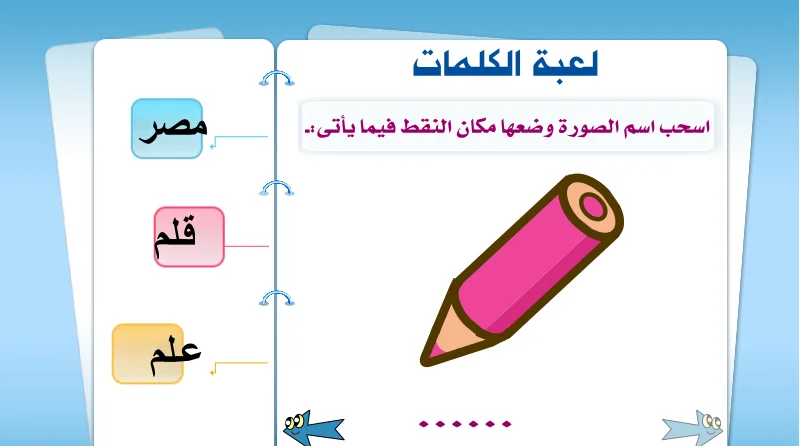 لعبة الكلمات
اسحب اسم الصورة وضعها مكان النقط فيما يأتى :ـ
مصر
قلم
علم
......